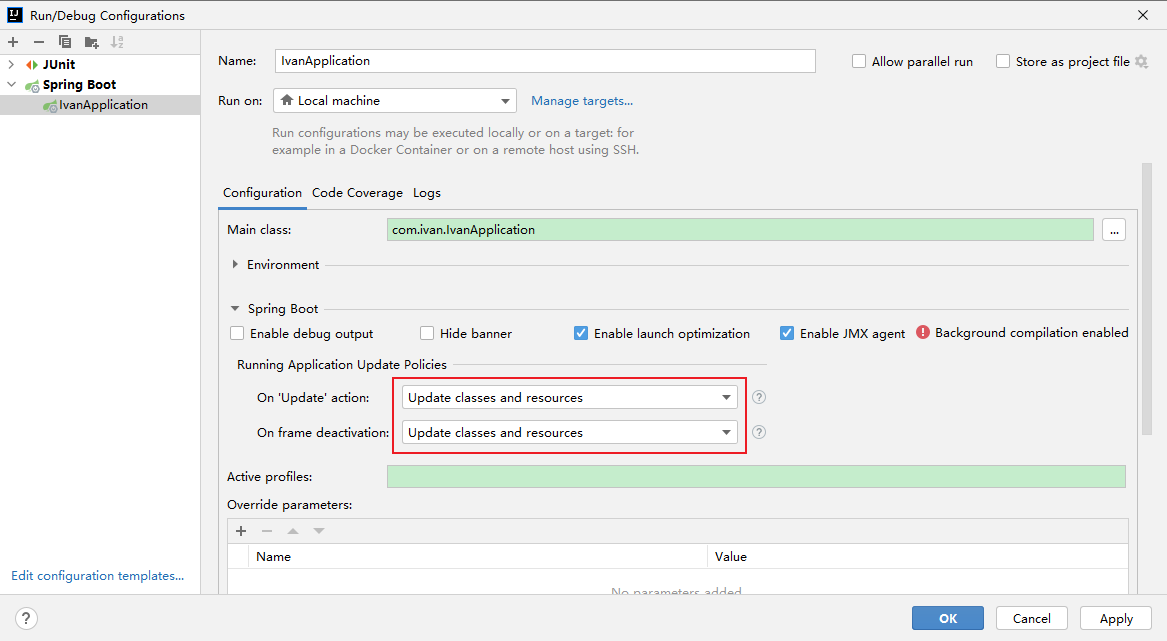 Run/Debug Configurations
JUnit
Spring Boot
IvanApplication
Edit configuration templates...
Name: IvanApplication Allow parallel run Store as project file
Run on: Local machine Manage targets...
Run configurations may be executed locally or on a target: for
example in a Docker Container or on a remote host using SSH.
Configuration Code Coverage Logs
Main class: com.ivan.IvanApplication ...
Environment
Spring Boot
Enable debug output Hide banner Enable launch optimization Enable JMX agent Background compilation enabled
Running Application Update Policies
On 'Update' action: Update classes and resources ?
On frame deactivation: Update classes and resources ?
Active profiles:
Override parameters:
Name Value
No parameters added
? OK Cancel Apply